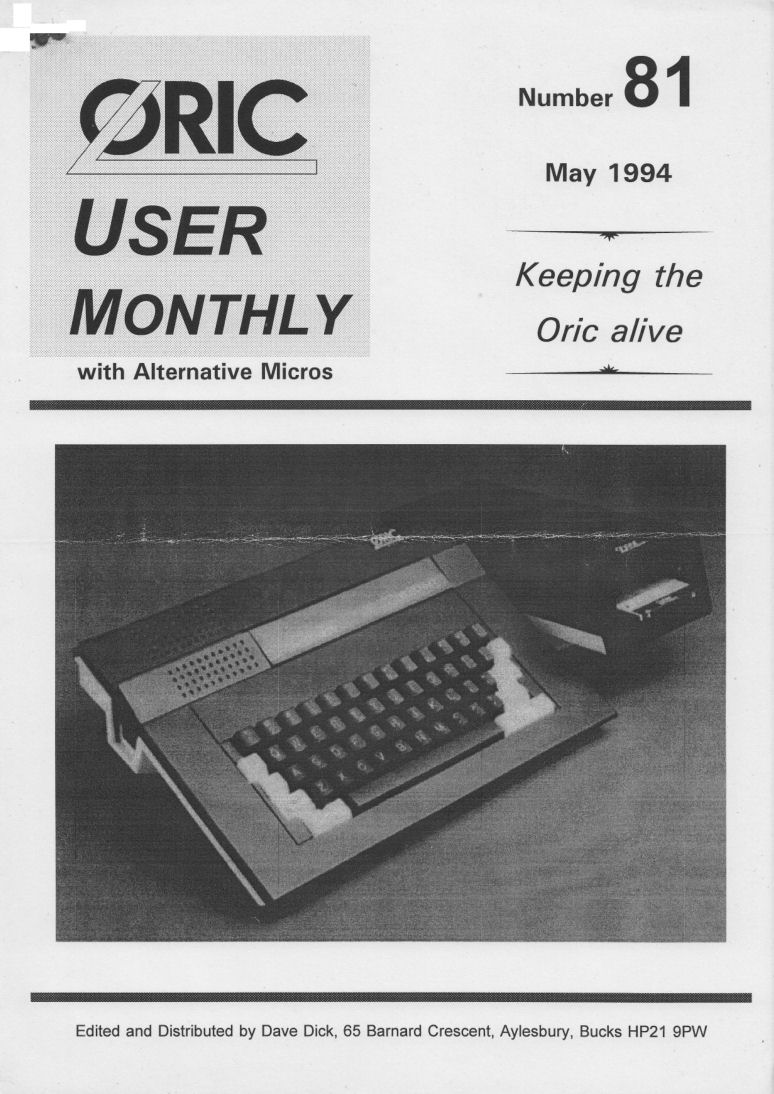 ORIC
USER
MONTHLY
with Alternative Micros
Number 81
May 1994
Keeping the
Oric alive
ORIC
Edited and Distributed by Dave Dick, 65 Barnard Crescent, Aylesbury, Bucks HP21 9PW